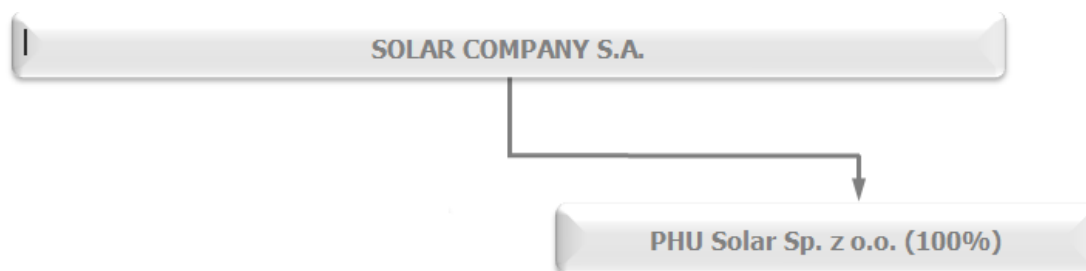 SOLAR COMPANY S.A.
PHU Solar Sp. z o.o. (100%)